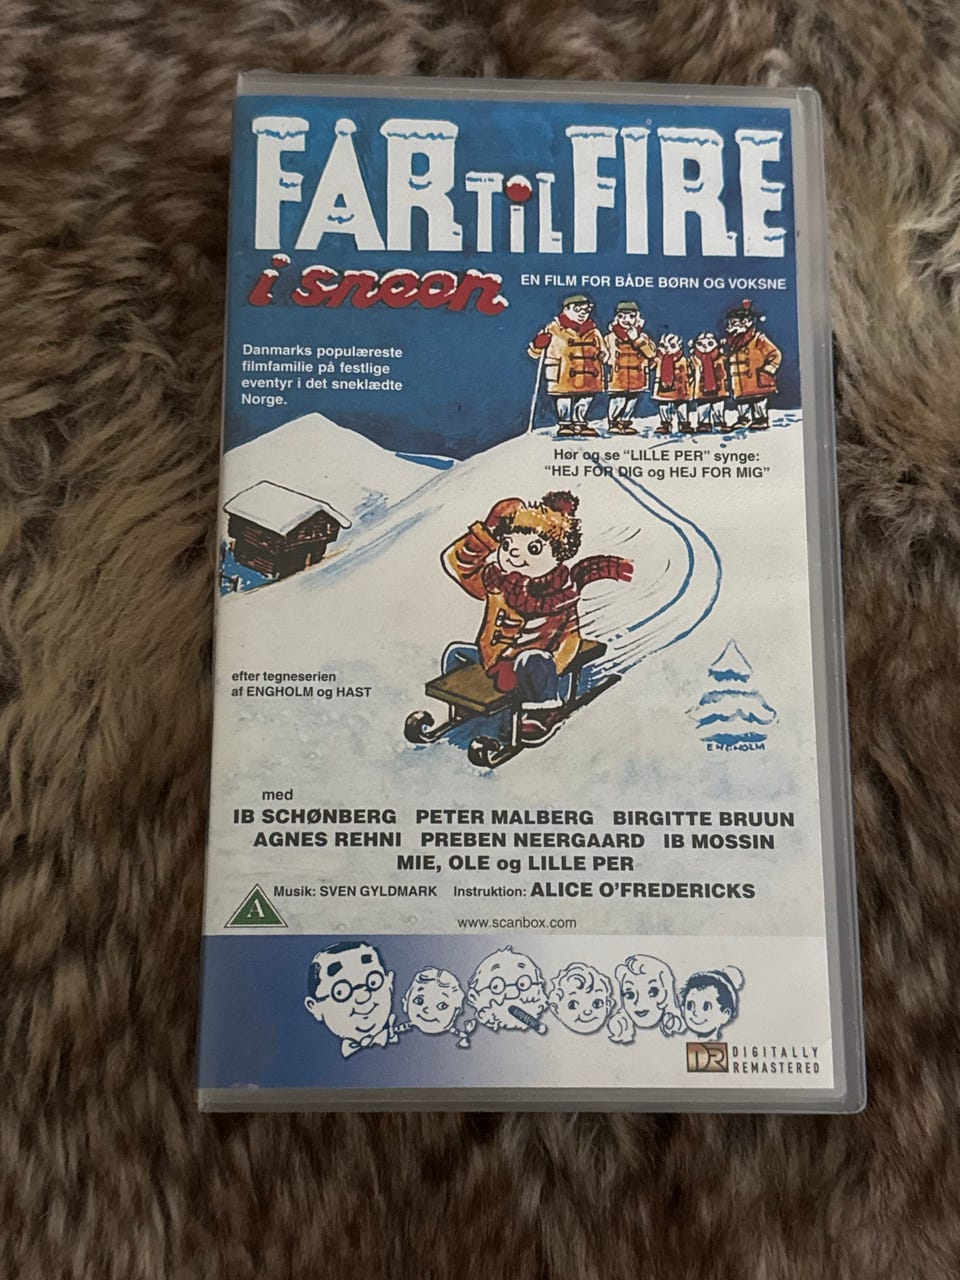 FAR TIL FIRE
i sneen
EN FILM FOR BÅDE BØRN OG VOKSNE
Danmarks populæreste
filmfamilie på festlige
eventyr i det sneklædte
Norge.
Hør og se “LILLE PER” synge:
“HEJ FOR DIG og HEJ FOR MIG”
efter tegneserien
af ENGHOLM og HAST
ENGHOLM
med
IB SCHØNBERG PETER MALBERG BIRGITTE BRUUN
AGNES REHNI PREBEN NEERGAARD IB MOSSIN
MIE, OLE og LILLE PER
A
Musik: SVEN GYLDMARK Instruktion: ALICE O’FREDERICKS
www.scanbox.com
DR DIGITALLY
REMASTERED